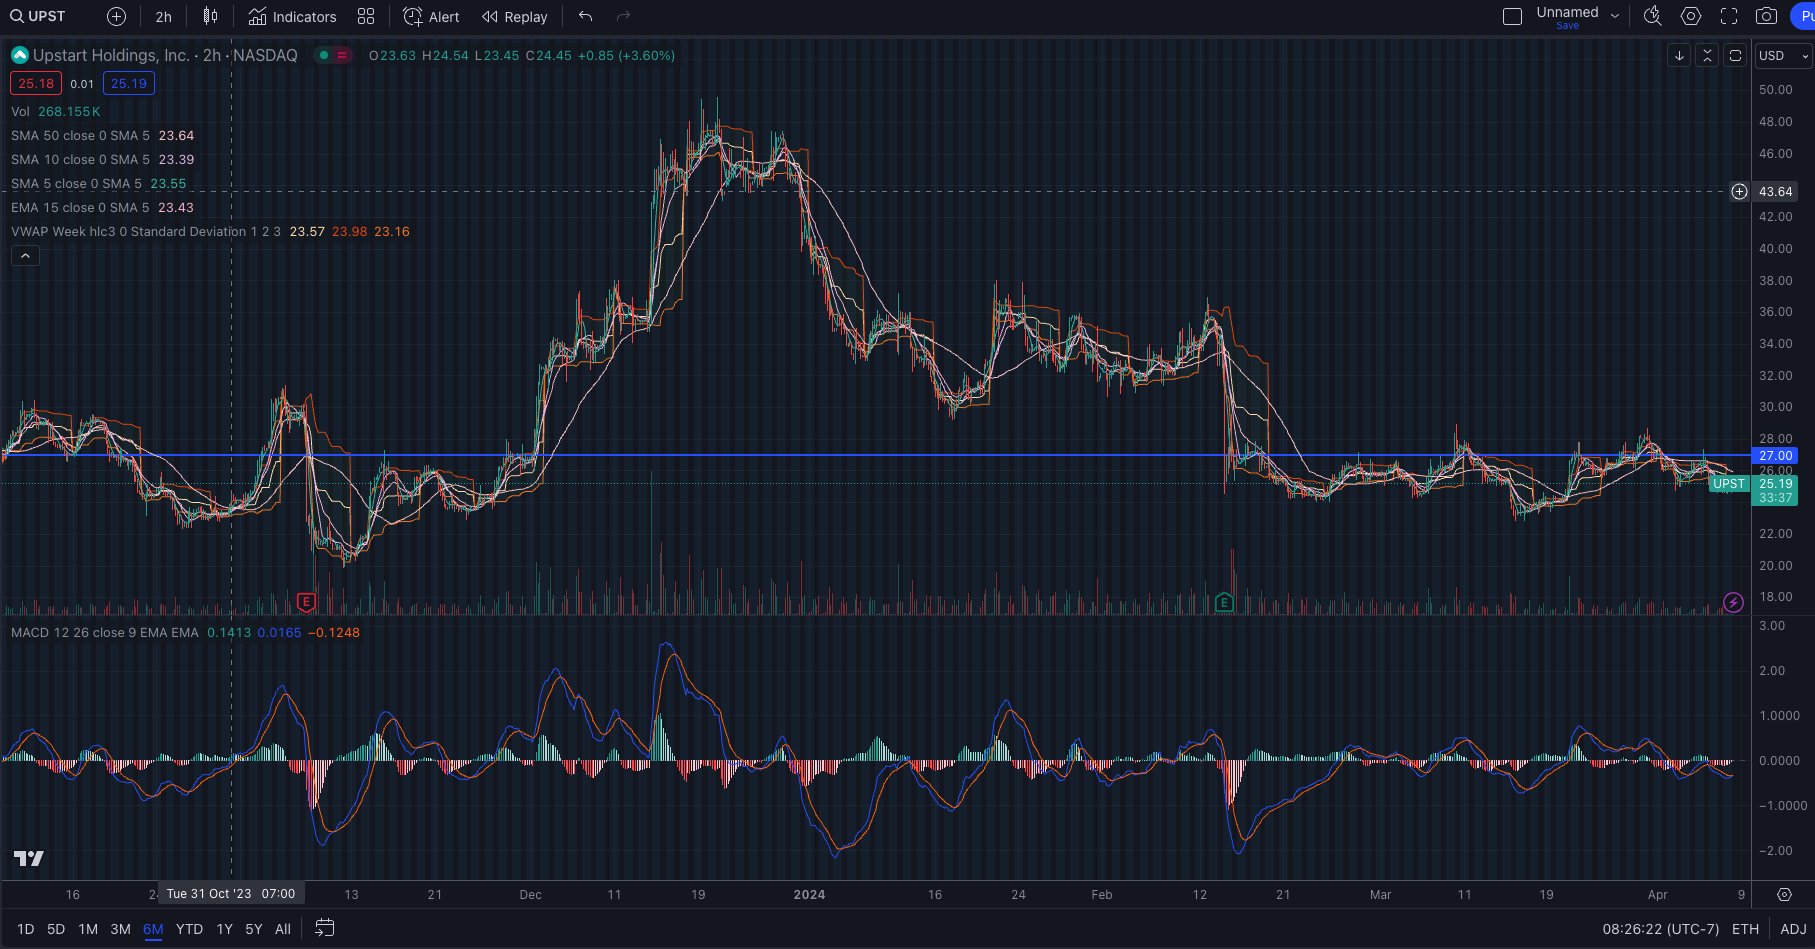 UPST 2h Indicators Alert Replay Unnamed Save
Upstart Holdings, Inc. · 2h · NASDAQ O23.63 H24.54 L23.45 C24.45 +0.85 (+3.60%) USD
25.18 0.01 25.19
Vol 268.155K
SMA 50 close 0 SMA 5 23.64
SMA 10 close 0 SMA 5 23.39
SMA 5 close 0 SMA 5 23.55
EMA 15 close 0 SMA 5 23.43
VWAP Week hlc3 0 Standard Deviation 1 2 3 23.57 23.98 23.16
50.00
48.00
46.00
43.64
42.00
40.00
38.00
36.00
34.00
32.00
30.00
28.00
27.00
26.00
UPST 25.19
33:37
22.00
20.00
18.00
E E
MACD 12 26 close 9 EMA EMA 0.1413 0.0165 −0.1248
3.00
2.00
1.0000
0.0000
−1.0000
−2.00
16 Tue 31 Oct '23 07:00 13 21 Dec 11 19 2024 16 24 Feb 12 21 Mar 11 19 Apr 9
1D 5D 1M 3M 6M YTD 1Y 5Y All 08:26:22 (UTC-7) ETH ADJ